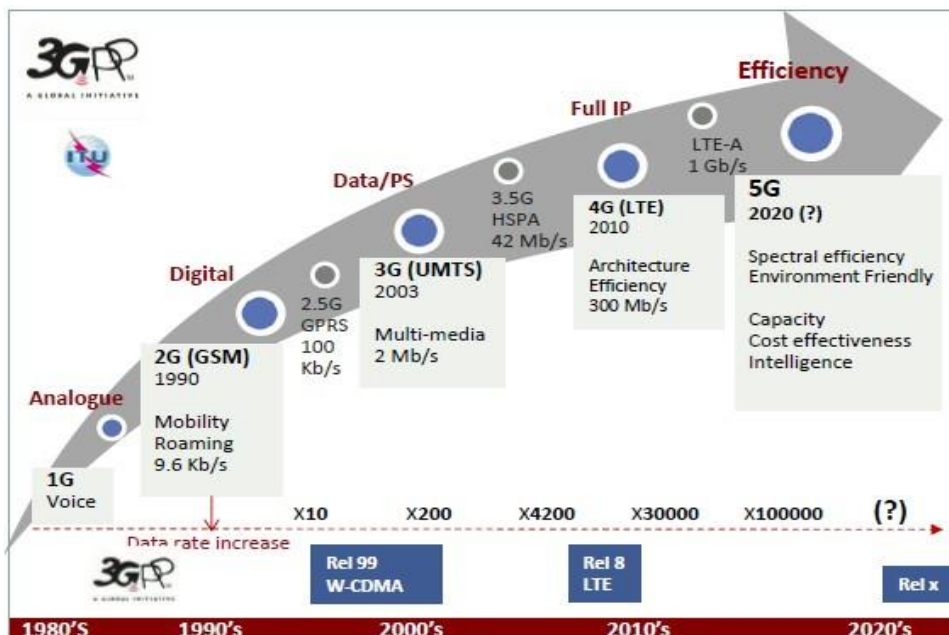 3GPP
A GLOBAL INITIATIVE
ITU
Efficiency
Full IP
LTE-A
1 Gb/s
Data/PS
3.5G
HSPA
42 Mb/s
5G
2020 (?)
Spectral efficiency
Environment Friendly
Capacity
Cost effectiveness
Intelligence
4G (LTE)
2010
Architecture
Efficiency
300 Mb/s
Digital
2.5G
GPRS
100
Kb/s
3G (UMTS)
2003
Multi-media
2 Mb/s
2G (GSM)
1990
Mobility
Roaming
9.6 Kb/s
Analogue
1G
Voice
X10 X200 X4200 X30000 X100000 (?)
Data rate increase
3GPP
A GLOBAL INITIATIVE
Rel 99
W-CDMA
Rel 8
LTE
Rel x
1980'S 1990's 2000's 2010's 2020's